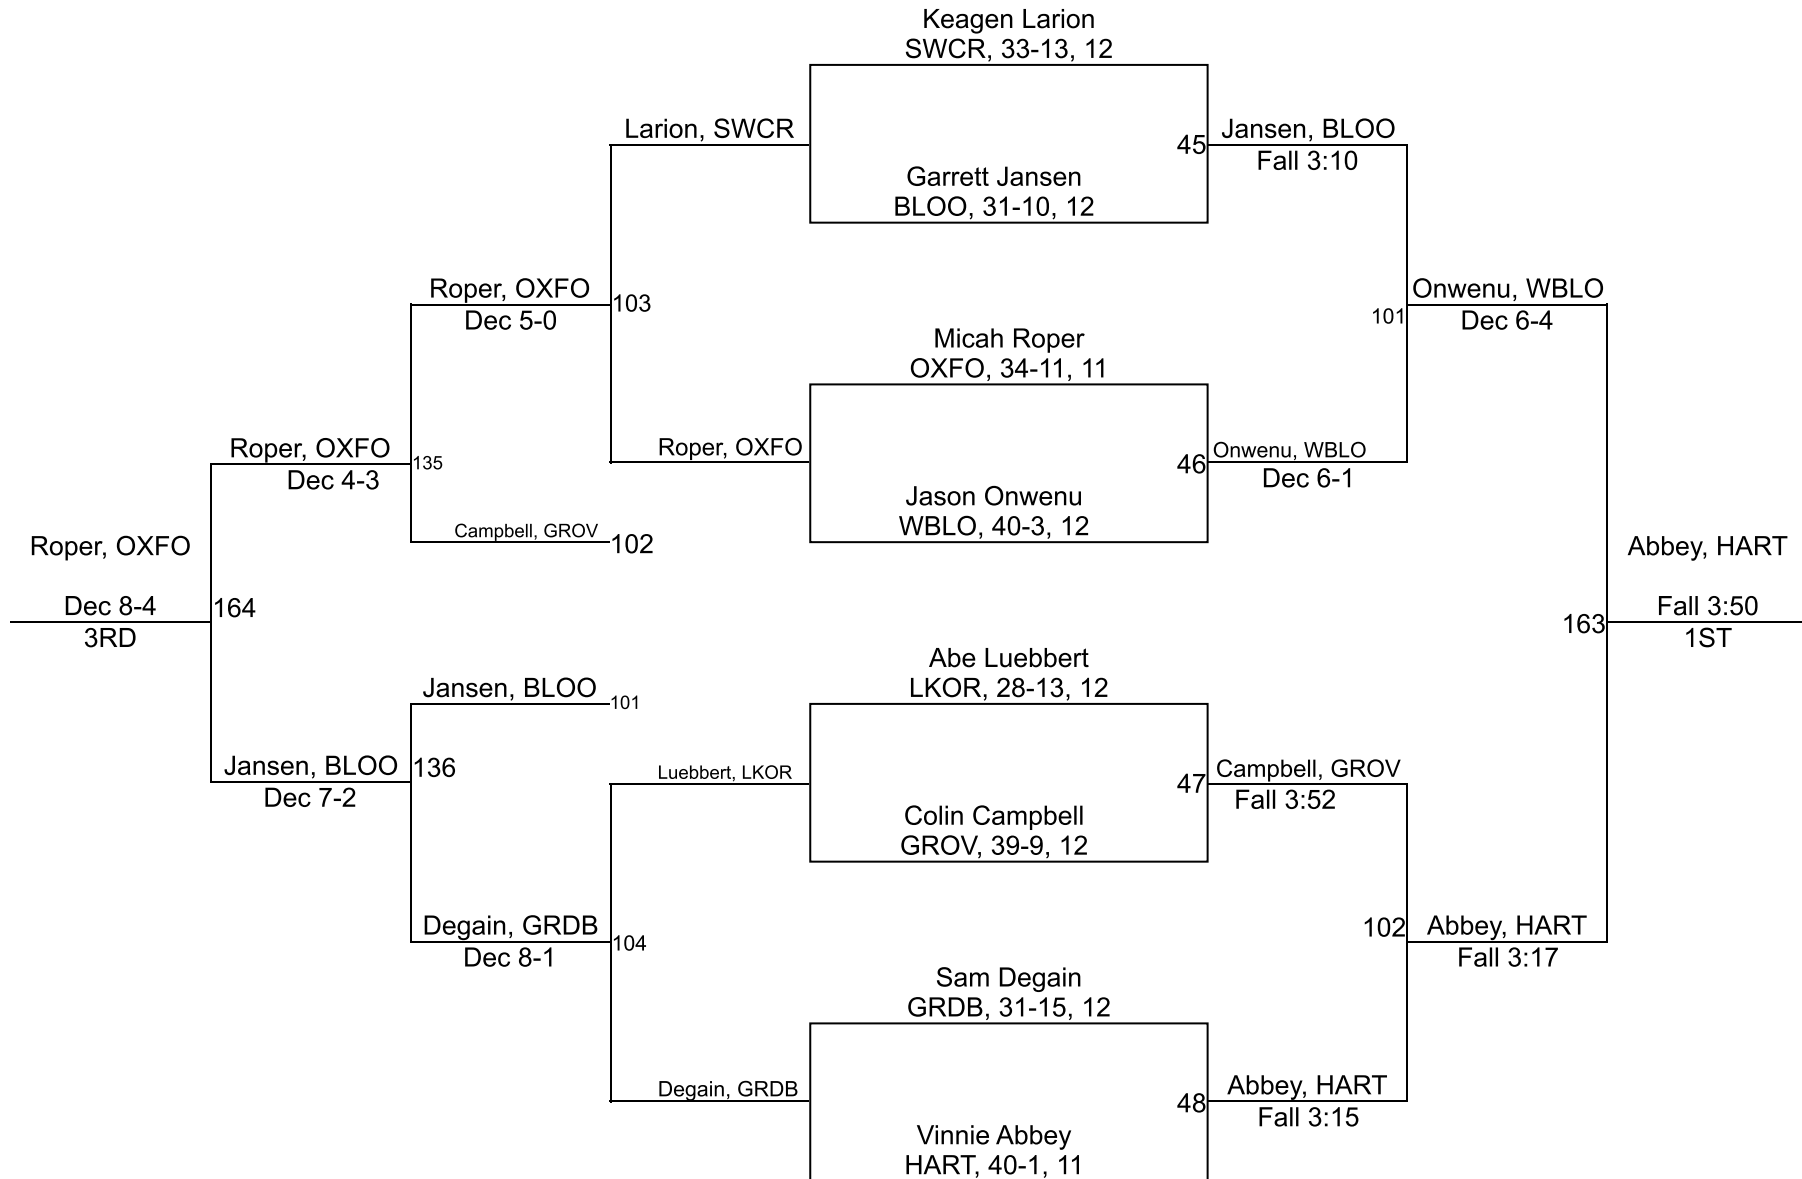 Keagen Larion
SWCR, 33-13, 12
Larion, SWCR
45
Jansen, BLOO
Fall 3:10
Garrett Jansen
BLOO, 31-10, 12
Roper, OXFO
Dec 5-0
103
Onwenu, WBLO
Dec 6-4
101
Micah Roper
OXFO, 34-11, 11
Roper, OXFO
Dec 4-3
135
Roper, OXFO
46
Onwenu, WBLO
Dec 6-1
Jason Onwenu
WBLO, 40-3, 12
Campbell, GROV
102
Roper, OXFO
Dec 8-4
3RD
164
Abbey, HART
Fall 3:50
1ST
163
Abe Luebbert
LKOR, 28-13, 12
Jansen, BLOO
101
Jansen, BLOO
Dec 7-2
136
Luebbert, LKOR
47
Campbell, GROV
Fall 3:52
Colin Campbell
GROV, 39-9, 12
Degain, GRDB
Dec 8-1
104
102
Abbey, HART
Fall 3:17
Sam Degain
GRDB, 31-15, 12
Degain, GRDB
48
Abbey, HART
Fall 3:15
Vinnie Abbey
HART, 40-1, 11